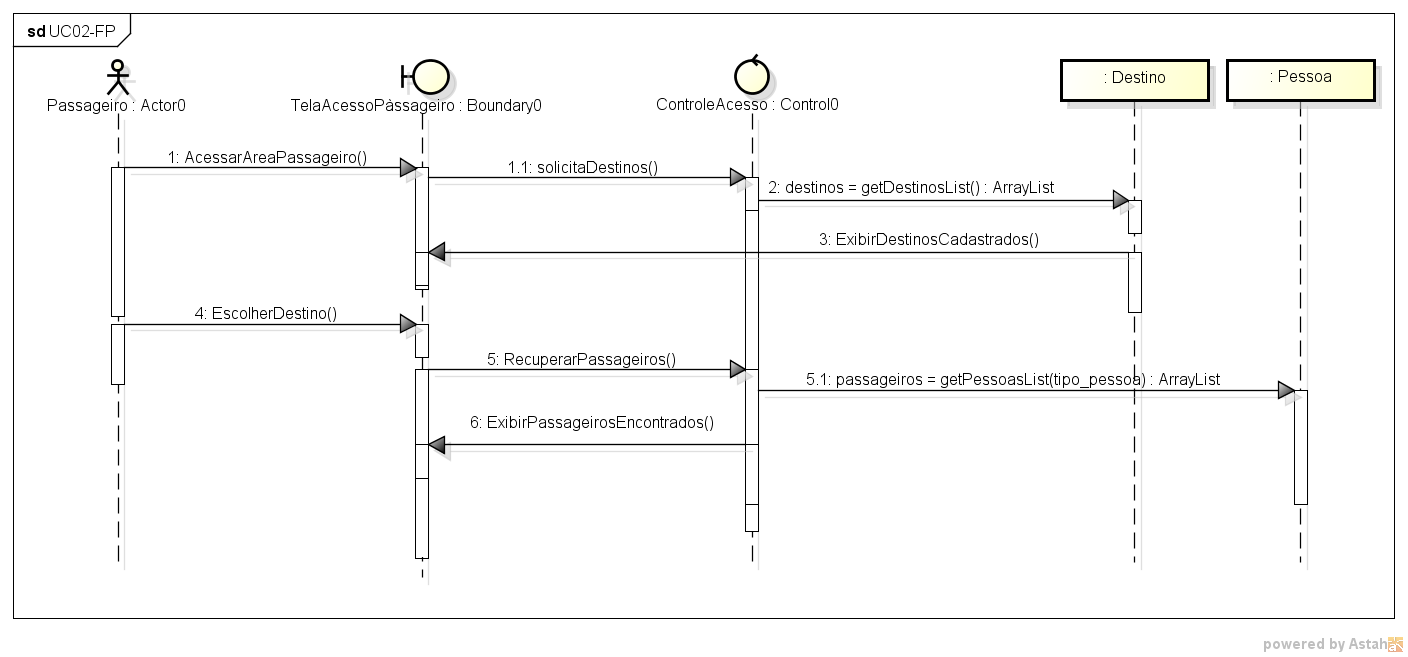 sd UC02-FP
Passageiro : Actor0
TelaAcessoPassageiro : Boundary0
ControleAcesso : Control0
: Destino
: Pessoa
1: AcessarAreaPassageiro()
1.1: solicitaDestinos()
2: destinos = getDestinosList() : ArrayList
3: ExibirDestinosCadastrados()
4: EscolherDestino()
5: RecuperarPassageiros()
5.1: passageiros = getPessoasList(tipo_pessoa) : ArrayList
6: ExibirPassageirosEncontrados()
powered by Astah